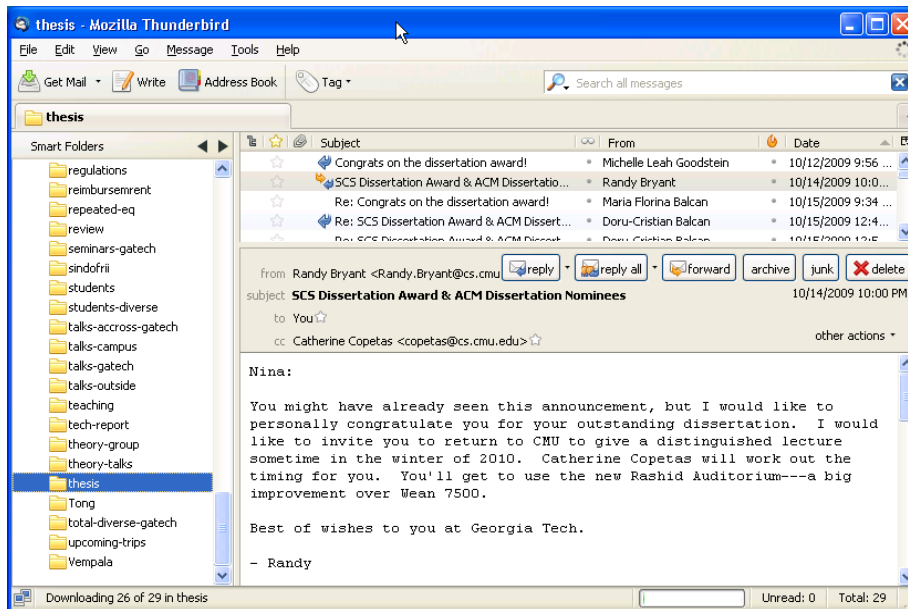 thesis - Mozilla Thunderbird
File Edit View Go Message Tools Help
Get Mail Write Address Book Tag Search all messages
thesis
Smart Folders
regulations
reimbursemrent
repeated-eq
review
seminars-gatech
sindofrii
students
students-diverse
talks-accross-gatech
talks-campus
talks-gatech
talks-outside
teaching
tech-report
theory-group
theory-talks
thesis
Tong
total-diverse-gatech
upcoming-trips
Vempala
Subject From Date
Congrats on the dissertation award! Michelle Leah Goodstein 10/12/2009 9:56 ...
SCS Dissertation Award & ACM Dissertatio... Randy Bryant 10/14/2009 10:0...
Re: Congrats on the dissertation award! Maria Florina Balcan 10/15/2009 9:34 ...
Re: SCS Dissertation Award & ACM Dissert... Doru-Cristian Balcan 10/15/2009 12:4...
Re: SCS Dissertation Award & ACM Dissert... Doru-Cristian Balcan
from Randy Bryant <Randy.Bryant@cs.cmu reply reply all forward archive junk delete
subject SCS Dissertation Award & ACM Dissertation Nominees 10/14/2009 10:00 PM
to You
cc Catherine Copetas <copetas@cs.cmu.edu> other actions
Nina:
You might have already seen this announcement, but I would like to
personally congratulate you for your outstanding dissertation.  I would
like to invite you to return to CMU to give a distinguished lecture
sometime in the winter of 2010.  Catherine Copetas will work out the
timing for you.  You'll get to use the new Rashid Auditorium---a big
improvement over Wean 7500.
Best of wishes to you at Georgia Tech.
- Randy
Downloading 26 of 29 in thesis Unread: 0 Total: 29